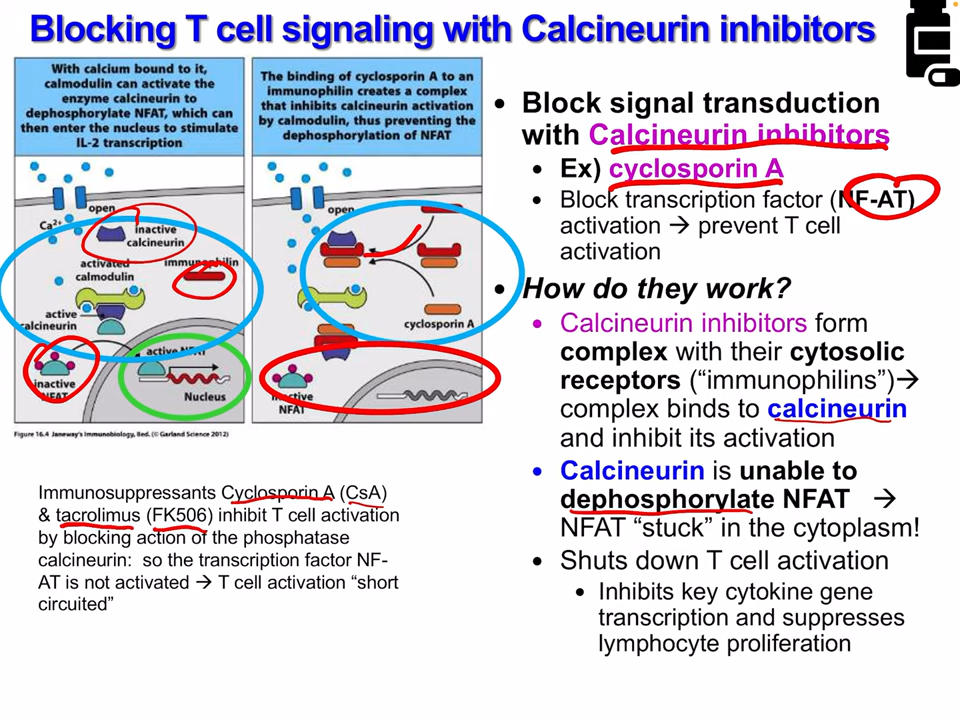 Blocking T cell signaling with Calcineurin inhibitors
With calcium bound to it,
calmodulin can activate the
enzyme calcineurin to
dephosphorylate NFAT, which can
then enter the nucleus to stimulate
IL-2 transcription
open
Ca2+
inactive
calcineurin
activated
calmodulin
immunophilin
active
calcineurin
active NFAT
inactive
NFAT
Nucleus
The binding of cyclosporin A to an
immunophilin creates a complex
that inhibits calcineurin activation
by calmodulin, thus preventing the
dephosphorylation of NFAT
open
cyclosporin A
inactive
NFAT
Figure 16.4 Janeway's Immunobiology, 8ed. (© Garland Science 2012)
Immunosuppressants Cyclosporin A (CsA)
& tacrolimus (FK506) inhibit T cell activation
by blocking action of the phosphatase
calcineurin: so the transcription factor NF-
AT is not activated → T cell activation “short
circuited”
• Block signal transduction
with Calcineurin inhibitors
• Ex) cyclosporin A
• Block transcription factor (NF-AT)
activation → prevent T cell
activation
• How do they work?
• Calcineurin inhibitors form
complex with their cytosolic
receptors (“immunophilins”)→
complex binds to calcineurin
and inhibit its activation
• Calcineurin is unable to
dephosphorylate NFAT →
NFAT “stuck” in the cytoplasm!
• Shuts down T cell activation
• Inhibits key cytokine gene
transcription and suppresses
lymphocyte proliferation